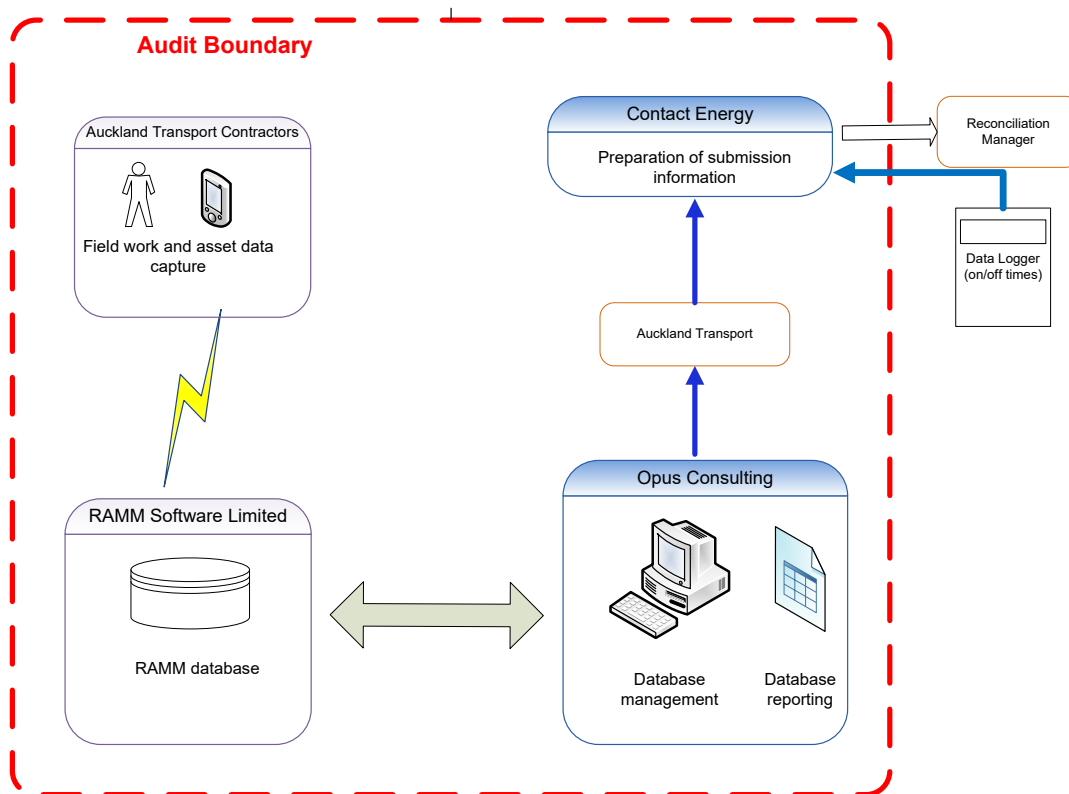 Audit Boundary
Auckland Transport Contractors
Field work and asset data
capture
Contact Energy
Preparation of submission
information
Reconciliation
Manager
Data Logger
(on/off times)
Auckland Transport
RAMM Software Limited
RAMM database
Opus Consulting
Database
management
Database
reporting